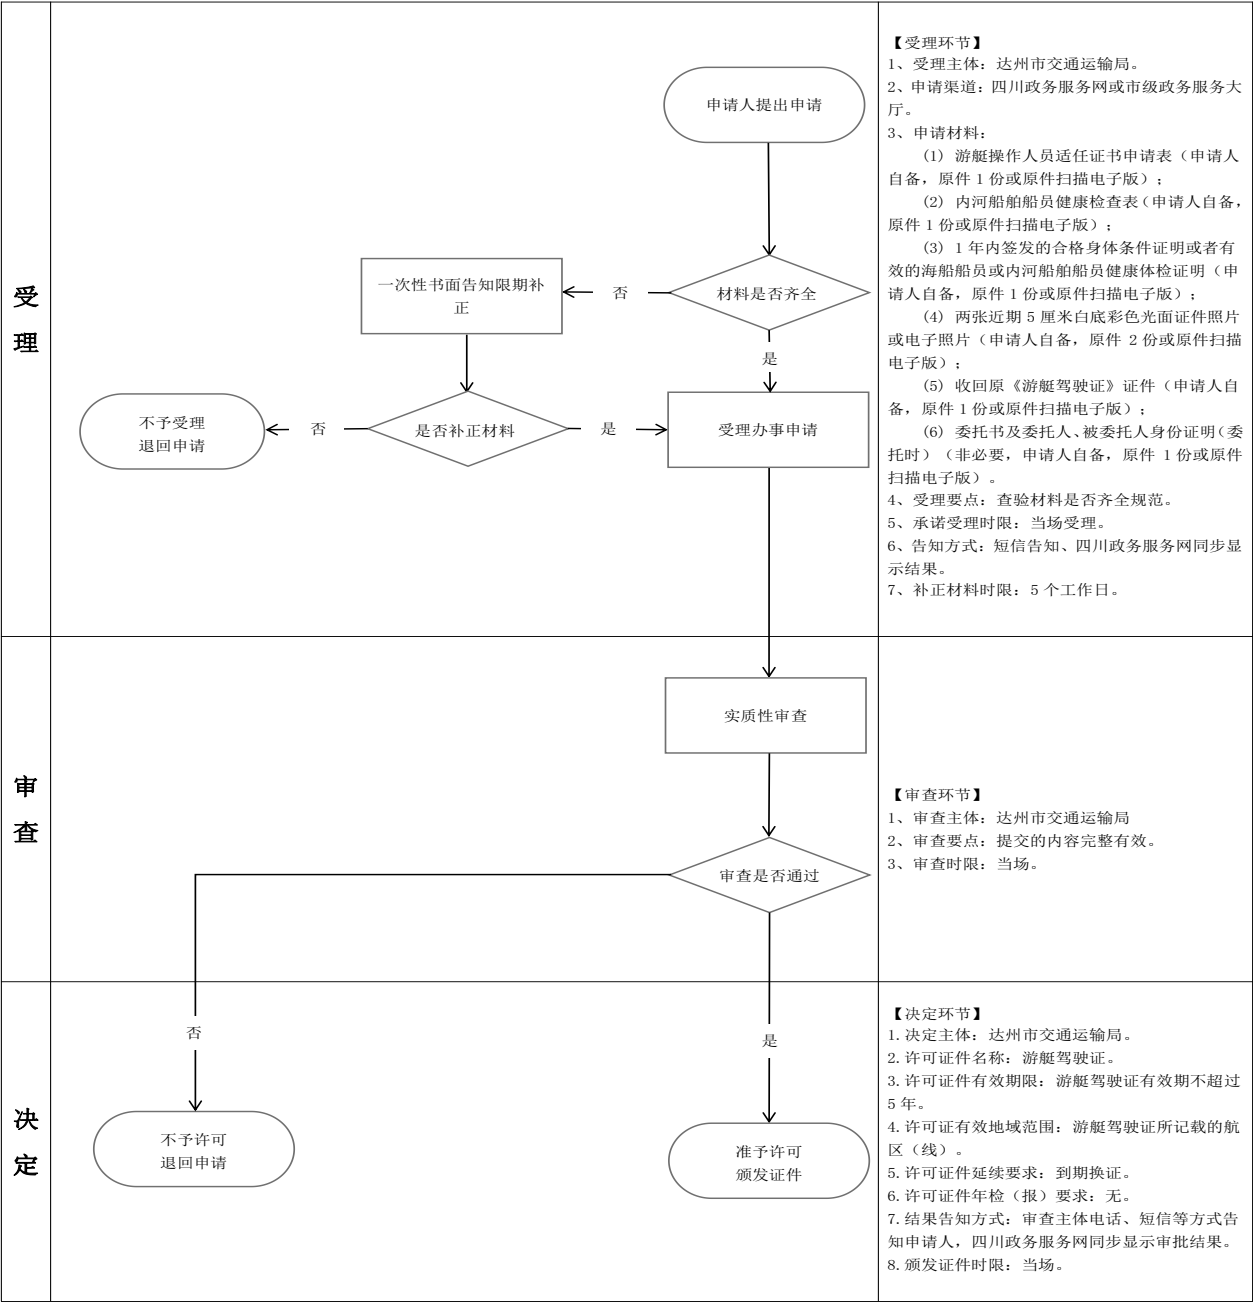 受
理
申请人提出申请
材料是否齐全
否
一次性书面告知限期补
正
是
是否补正材料
否
不予受理
退回申请
是
受理办事申请
【受理环节】
1、受理主体：达州市交通运输局。
2、申请渠道：四川政务服务网或市级政务服务大
厅。
3、申请材料：
（1）游艇操作人员适任证书申请表（申请人
自备，原件 1 份或原件扫描电子版）；
（2）内河船舶船员健康检查表（申请人自备，
原件 1 份或原件扫描电子版）；
（3）1 年内签发的合格身体条件证明或者有
效的海船船员或内河船舶船员健康体检证明（申
请人自备，原件 1 份或原件扫描电子版）；
（4）两张近期 5 厘米白底彩色光面证件照片
或电子照片（申请人自备，原件 2 份或原件扫描
电子版）；
（5）收回原《游艇驾驶证》证件（申请人自
备，原件 1 份或原件扫描电子版）；
（6）委托书及委托人、被委托人身份证明（委
托时）（非必要，申请人自备，原件 1 份或原件
扫描电子版）。
4、受理要点：查验材料是否齐全规范。
5、承诺受理时限：当场受理。
6、告知方式：短信告知、四川政务服务网同步显
示结果。
7、补正材料时限：5 个工作日。
审
查
实质性审查
审查是否通过
【审查环节】
1、审查主体：达州市交通运输局
2、审查要点：提交的内容完整有效。
3、审查时限：当场。
决
定
否
不予许可
退回申请
是
准予许可
颁发证件
【决定环节】
1.决定主体：达州市交通运输局。
2.许可证件名称：游艇驾驶证。
3.许可证件有效期限：游艇驾驶证有效期不超过
5 年。
4.许可证有效地域范围：游艇驾驶证所记载的航
区（线）。
5.许可证件延续要求：到期换证。
6.许可证件年检（报）要求：无。
7.结果告知方式：审查主体电话、短信等方式告
知申请人，四川政务服务网同步显示审批结果。
8.颁发证件时限：当场。